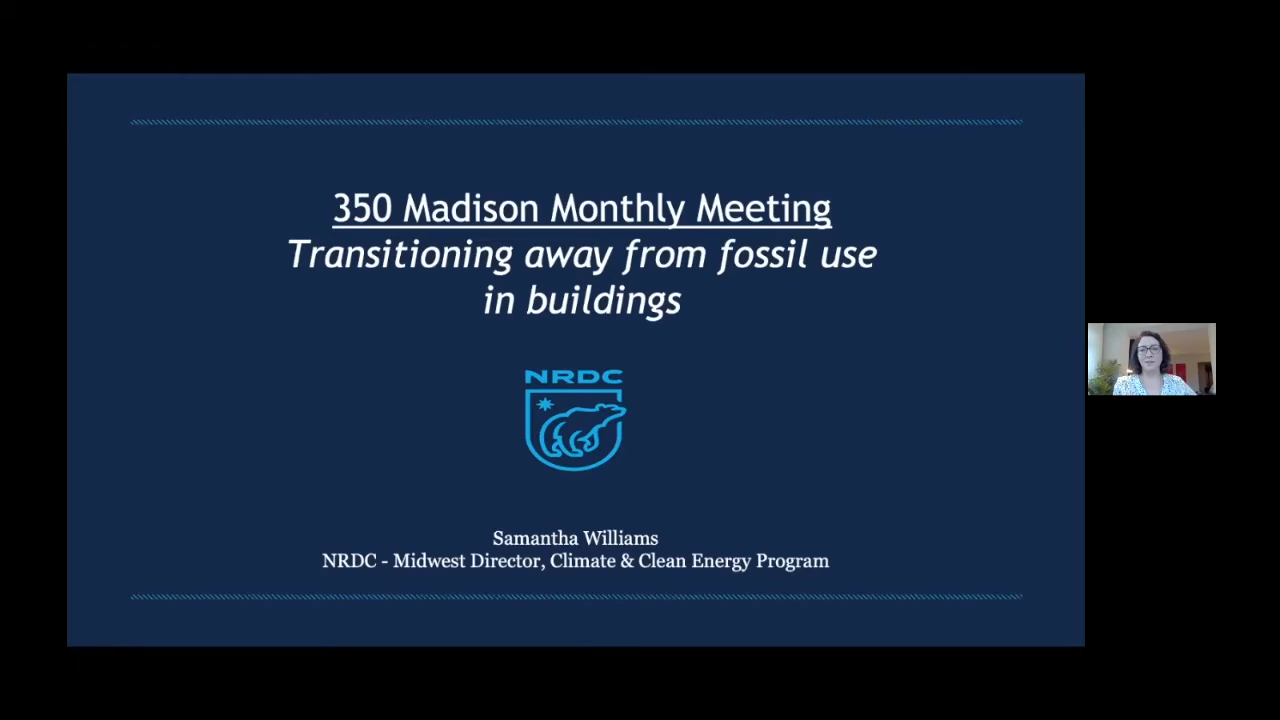 350 Madison Monthly Meeting
Transitioning away from fossil use
in buildings
NRDC
Samantha Williams
NRDC - Midwest Director, Climate & Clean Energy Program